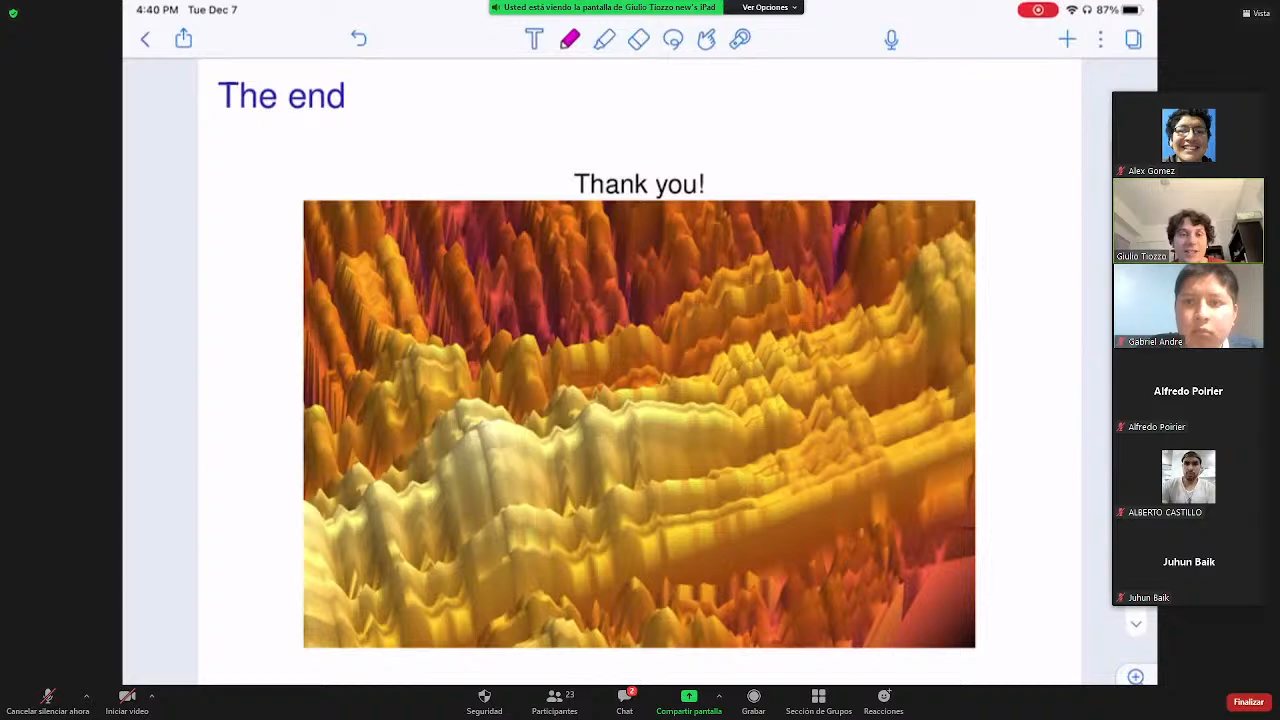 4:40 PM Tue Dec 7
Usted está viendo la pantalla de Giulio Tiozzo new's iPad
Ver Opciones
87%
Vista
The end
Thank you!
Alex Gomez
Giulio Tiozzo
Gabriel Andre
Alfredo Poirier
Alfredo Poirier
ALBERTO CASTILLO
Juhun Baik
Juhun Baik
Cancelar silenciar ahora
Iniciar video
Seguridad
23
Participantes
2
Chat
Compartir pantalla
Grabar
Sección de Grupos
Reacciones
Finalizar